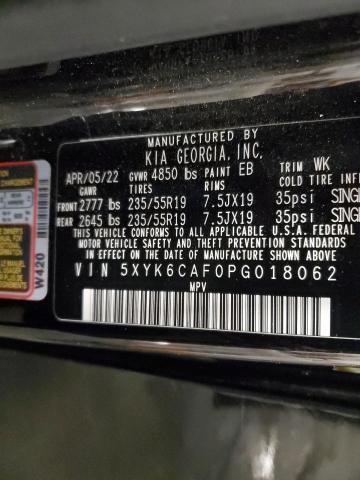 MANUFACTURED BY
KIA GEORGIA, INC.
APR/05/22 GVWR 4850 lbs PAINT EB TRIM WK
GAWR TIRES RIMS COLD TIRE INF
FRONT 2777 lbs 235/55R19 7.5JX19 35psi SINGL
REAR 2645 lbs 235/55R19 7.5JX19 35psi SINGL
THIS VEHICLE CONFORMS TO ALL APPLICABLE U.S.A. FEDERAL
MOTOR VEHICLE SAFETY AND THEFT PREVENTION STANDARDS
IN EFFECT ON THE DATE OF MANUFACTURE SHOWN ABOVE.
VIN 5XYK6CAF0PG018062
MPV
W420